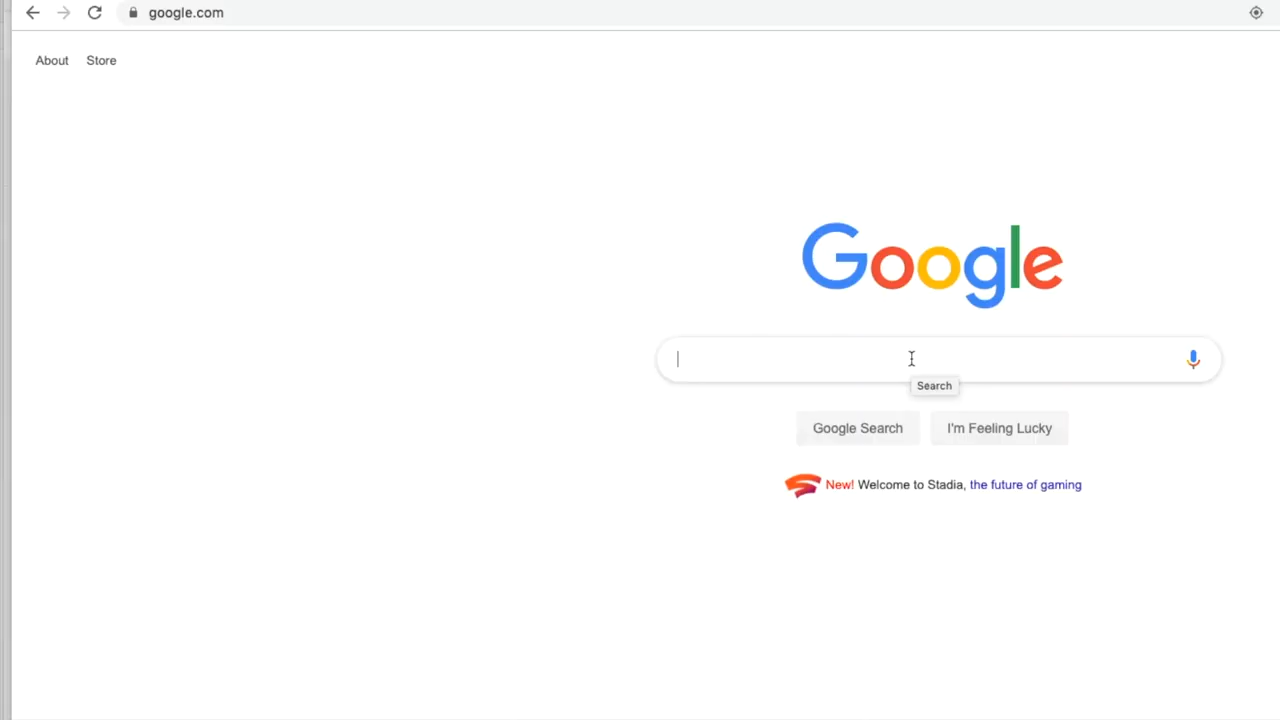 google.com
About Store
Google
Search
Google Search I'm Feeling Lucky
New! Welcome to Stadia, the future of gaming